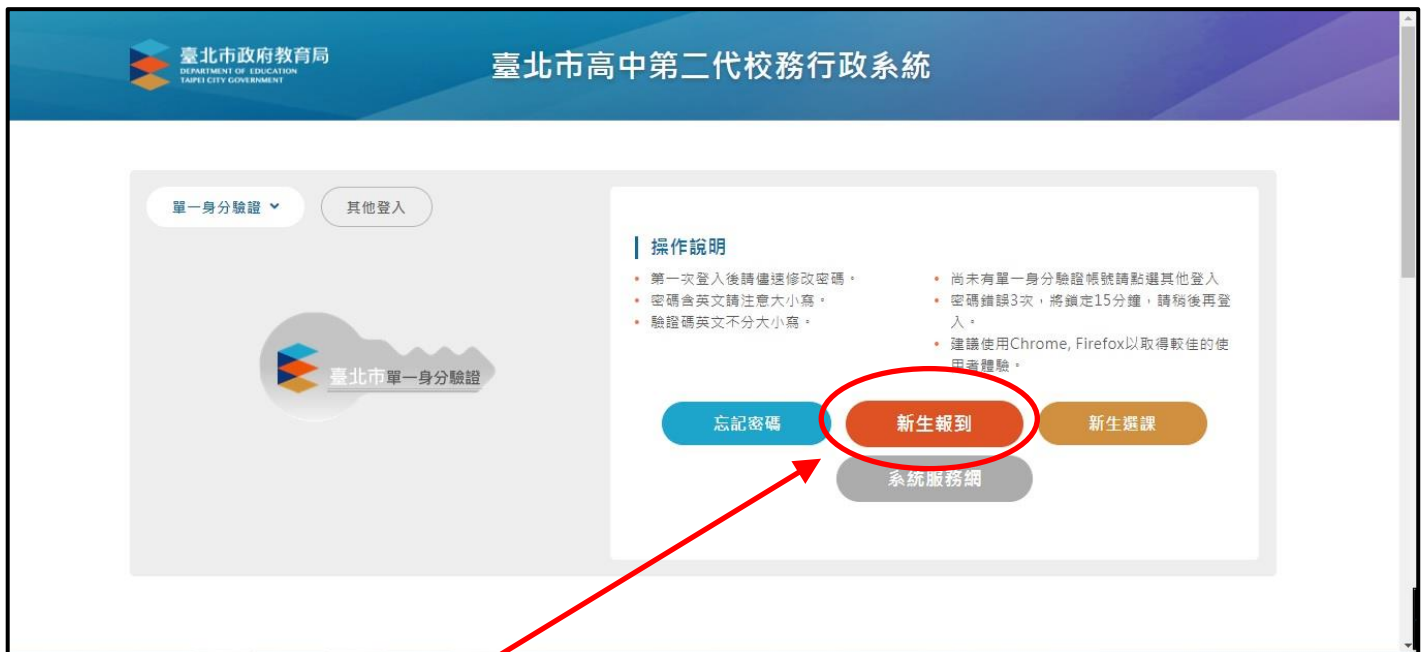 臺北市政府教育局
DEPARTMENT OF EDUCATION
TAIPEI CITY GOVERNMENT
臺北市高中第二代校務行政系統
單一身分驗證
其他登入
臺北市單一身分驗證
操作說明
• 第一次登入後請儘速修改密碼。
• 密碼含英文請注意大小寫。
• 驗證碼英文不分大小寫。
• 尚未有單一身分驗證帳號請點選其他登入
• 密碼錯誤3次，將鎖定15分鐘，請稍後再登
入。
• 建議使用Chrome, Firefox以取得較佳的使
用者體驗。
忘記密碼
新生報到
新生選課
系統服務網